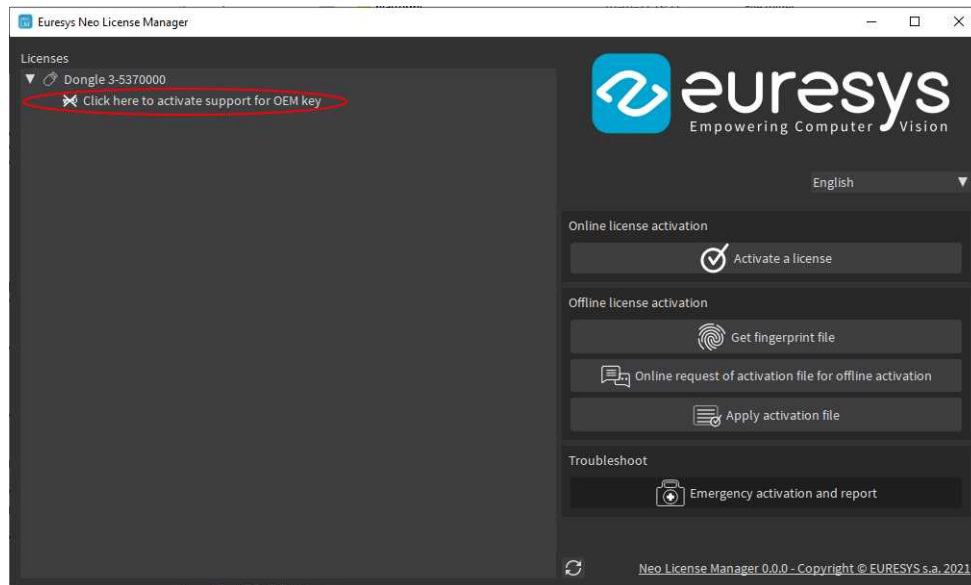 Euresys Neo License Manager
Licenses
Dongle 3-5370000
Click here to activate support for OEM key
euresys
Empowering Computer Vision
English
Online license activation
Activate a license
Offline license activation
Get fingerprint file
Online request of activation file for offline activation
Apply activation file
Troubleshoot
Emergency activation and report
Neo License Manager 0.0.0 - Copyright © EURESYS s.a. 2021